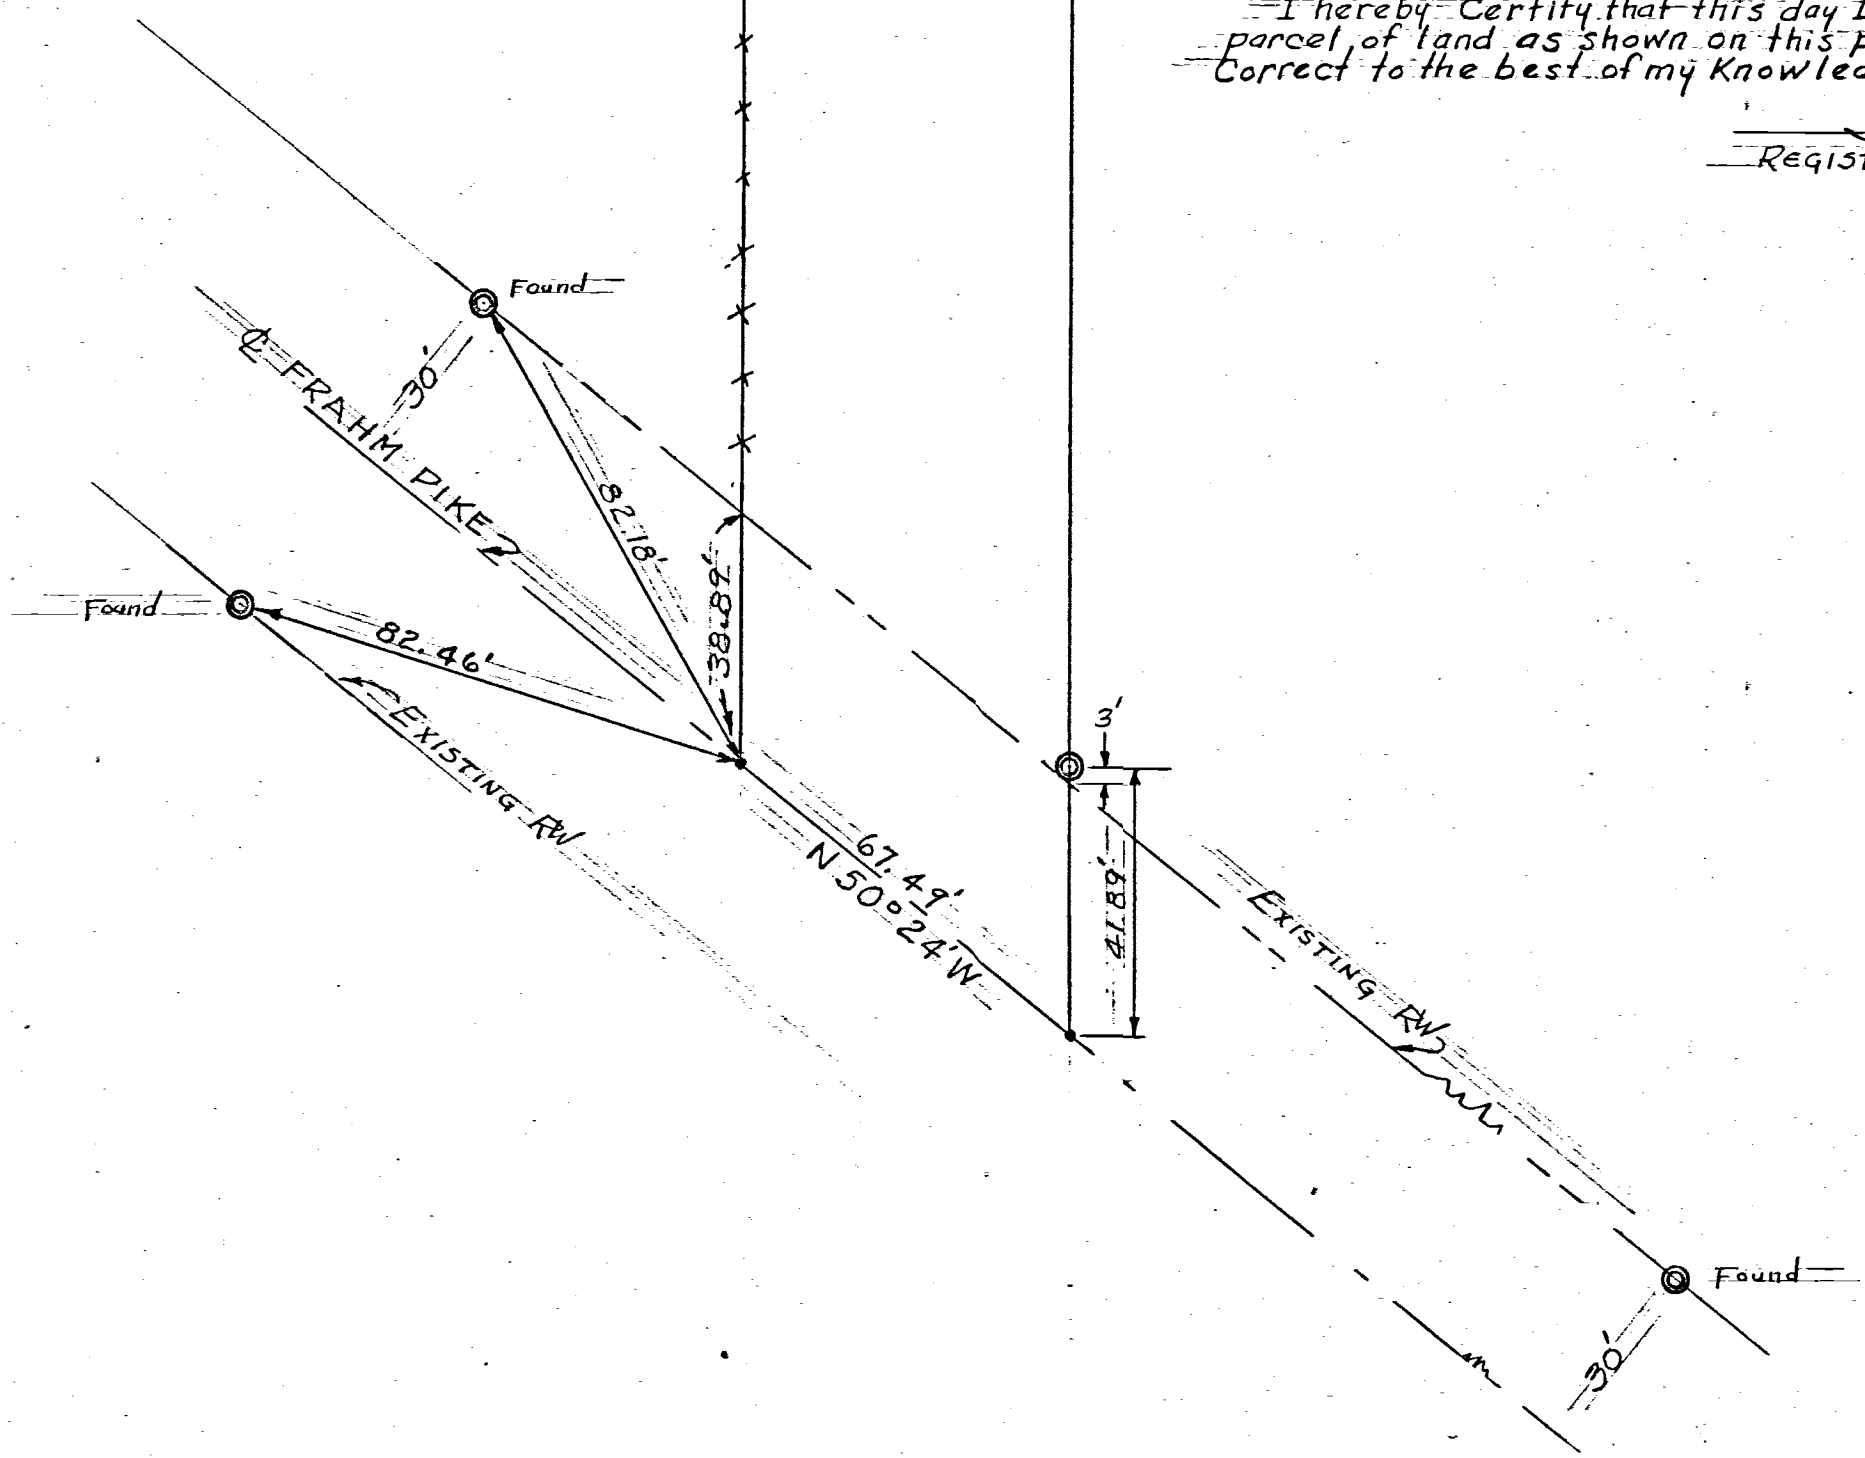 I hereby Certify that this day I
parcel of land as shown on this p
Correct to the best of my Knowled
REGIST
Found
30'
℄ FRAHM PIKE
82.18'
38.89'
Found
82.46'
EXISTING RW
3'
67.49'
N 50° 24' W
41.89'
EXISTING RW
Found
30'